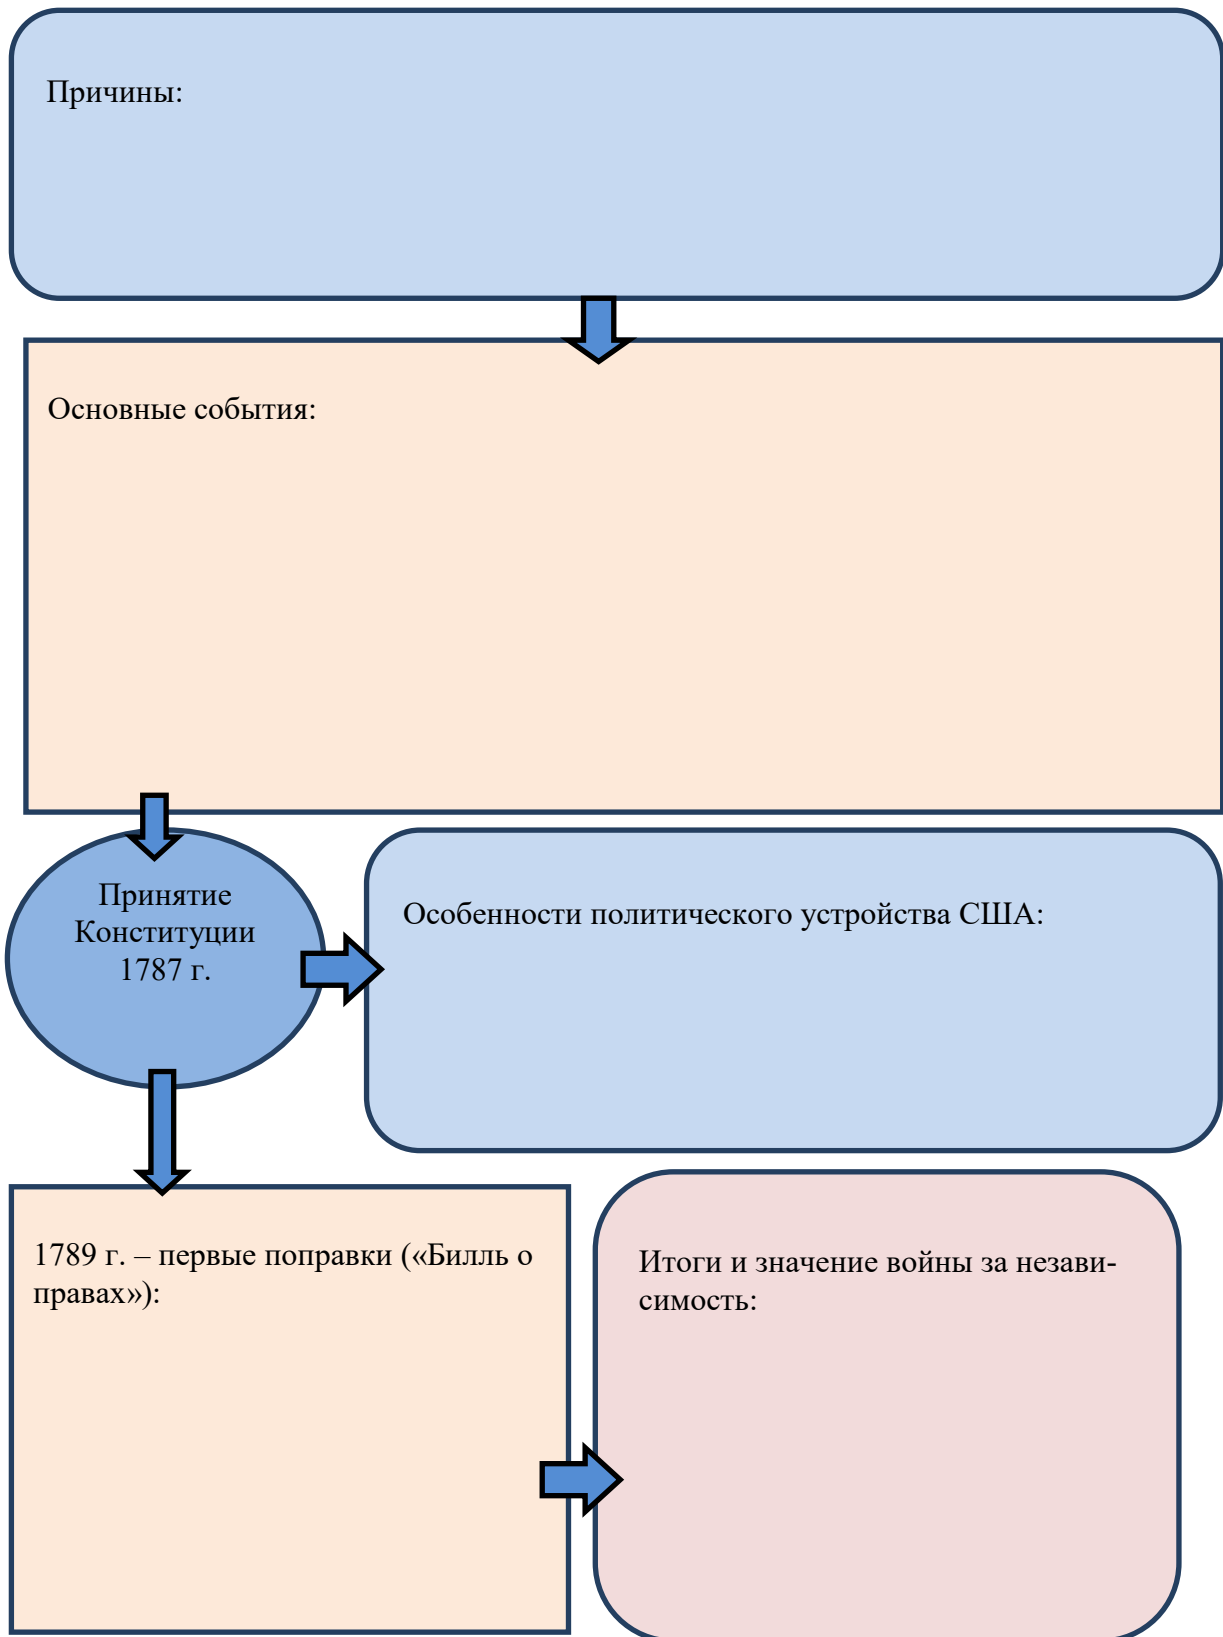 Причины:
Основные события:
Принятие
Конституции
1787 г.
Особенности политического устройства США:
1789 г. – первые поправки («Билль о
правах»):
Итоги и значение войны за незави-
симость: